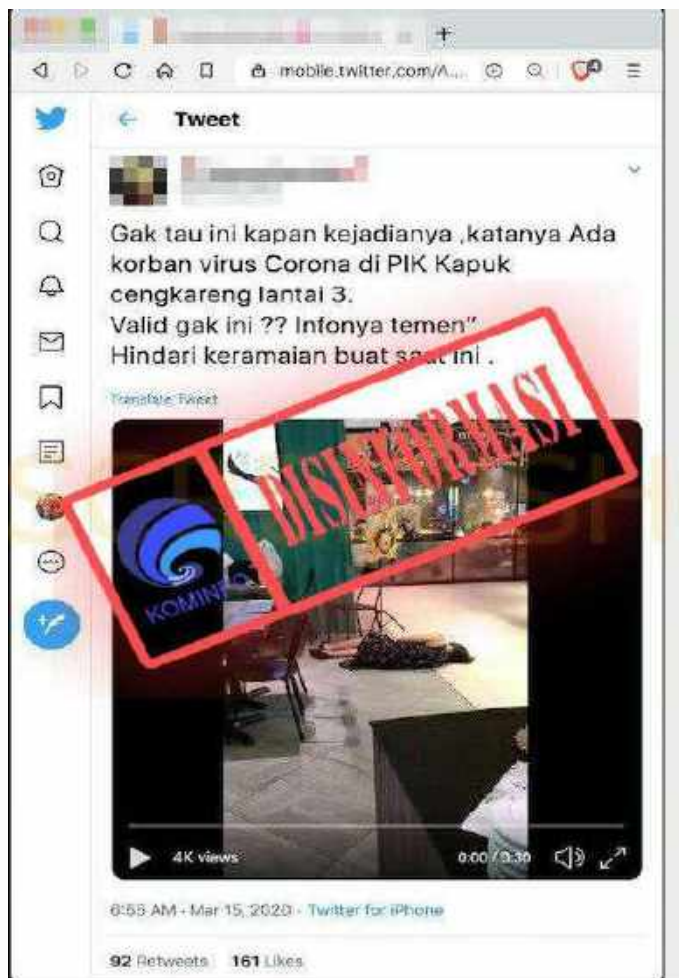 mobile.twitter.com/A...
Tweet
Gak tau ini kapan kejadianya ,katanya Ada
korban virus Corona di PIK Kapuk
cengkareng lantai 3.
Valid gak ini ?? Infonya temen"
Hindari keramaian buat saat ini .
Translate Tweet
DISINFORMASI
KOMINFO
4K views
0:00 / 0:30
6:55 AM · Mar 15, 2020 · Twitter for iPhone
92 Retweets 161 Likes